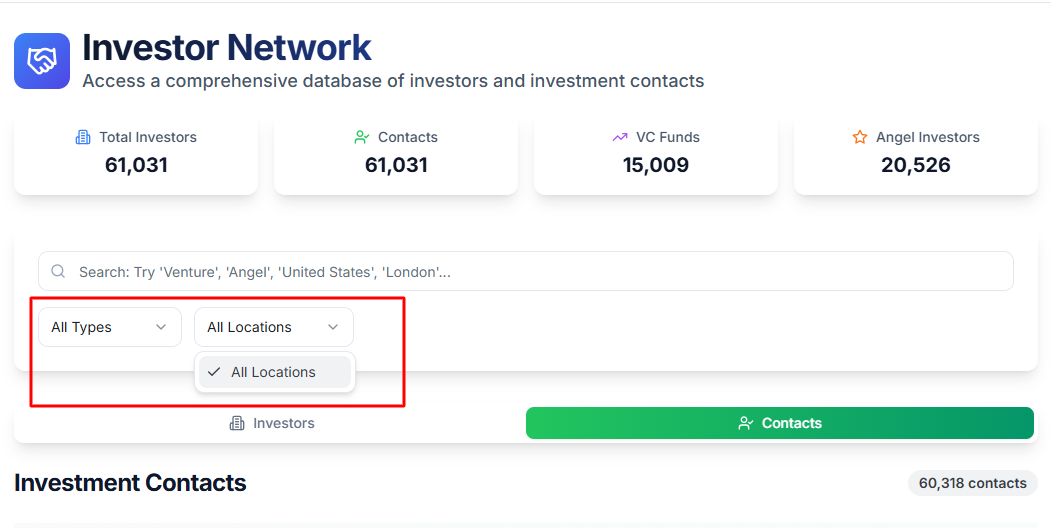 Investor Network
Access a comprehensive database of investors and investment contacts
Total Investors
61,031
Contacts
61,031
VC Funds
15,009
Angel Investors
20,526
Search: Try 'Venture', 'Angel', 'United States', 'London'...
All Types
All Locations
All Locations
Investors
Contacts
Investment Contacts
60,318 contacts